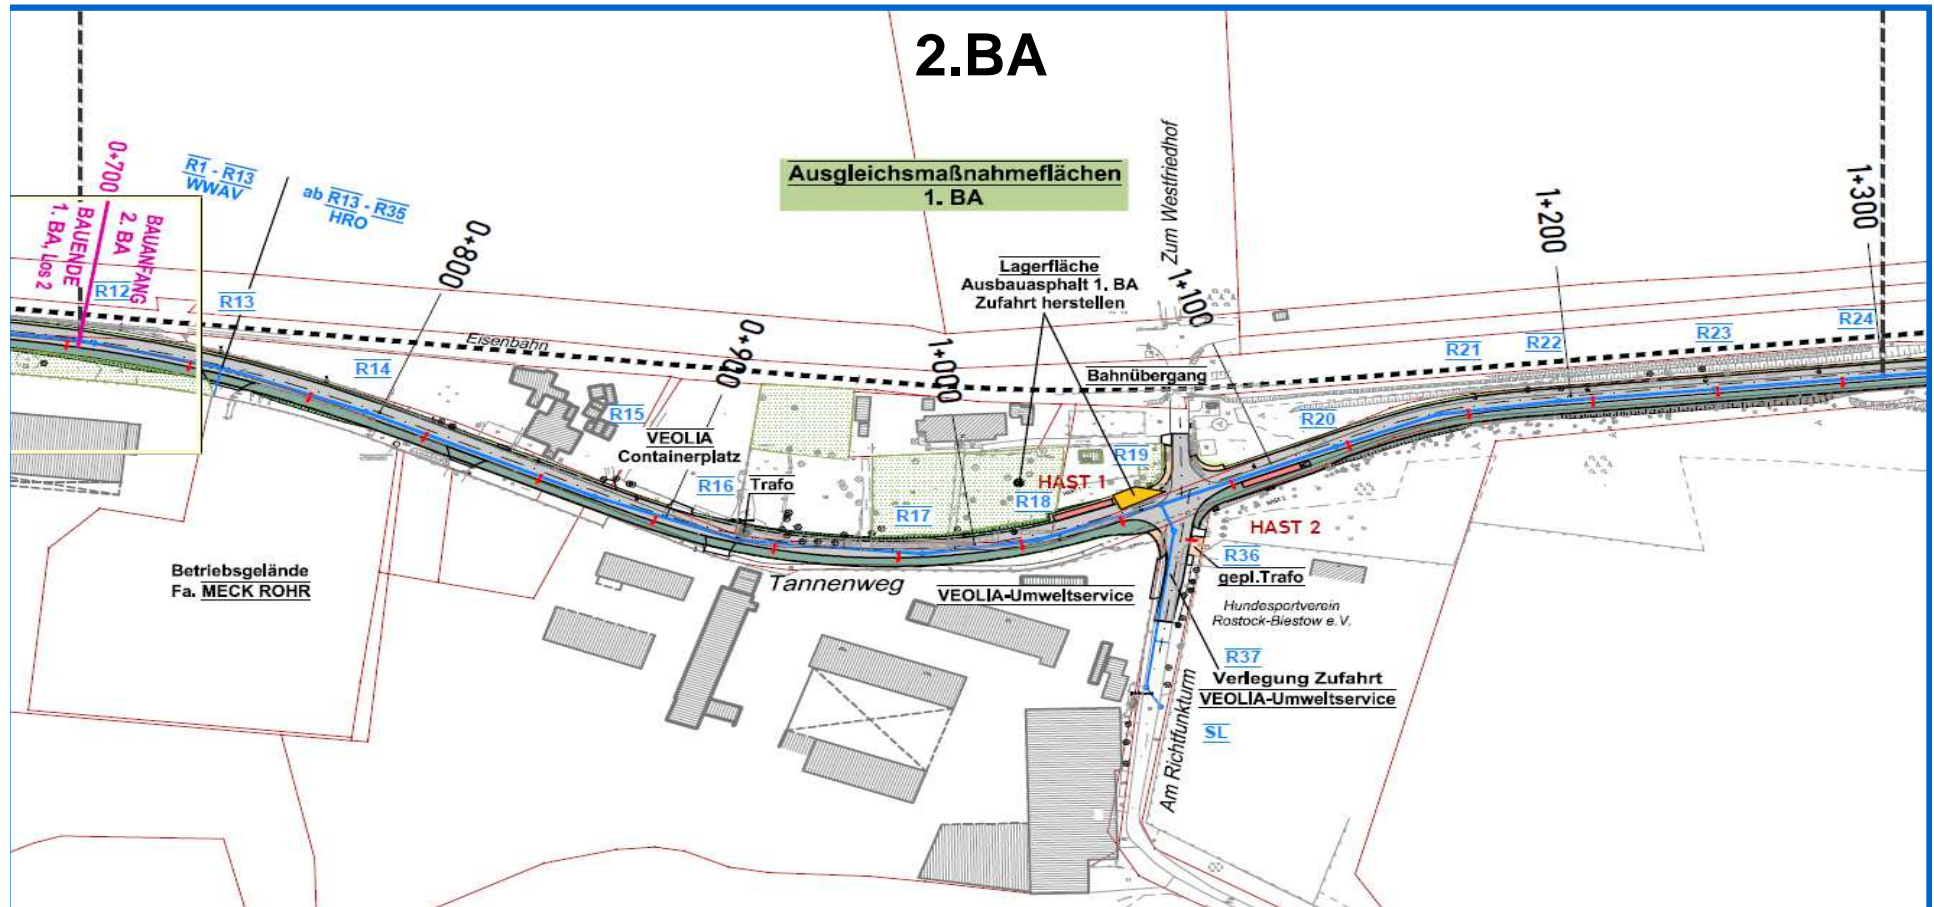 2.BA
0+700
BAUANFANG
2. BA
BAUENDE
1. BA, Los 2
R1 - R13
WWAV
ab R13 - R35
HRO
Ausgleichsmaßnahmeflächen
1. BA
Zum Westfriedhof
1+300
1+200
1+100
0+800
0+900
1+000
Lagerfläche
Ausbauasphalt 1. BA
Zufahrt herstellen
R12
R13
R14
Eisenbahn
R15
VEOLIA
Containerplatz
R16
Trafo
R17
R18
HAST 1
R19
Bahnübergang
R20
R21
R22
R23
R24
HAST 2
R36
gepl.Trafo
Hundesportverein
Rostock-Biestow e.V.
Betriebsgelände
Fa. MECK ROHR
Tannenweg
VEOLIA-Umweltservice
R37
Verlegung Zufahrt
VEOLIA-Umweltservice
SL
Am Richtfunkturm